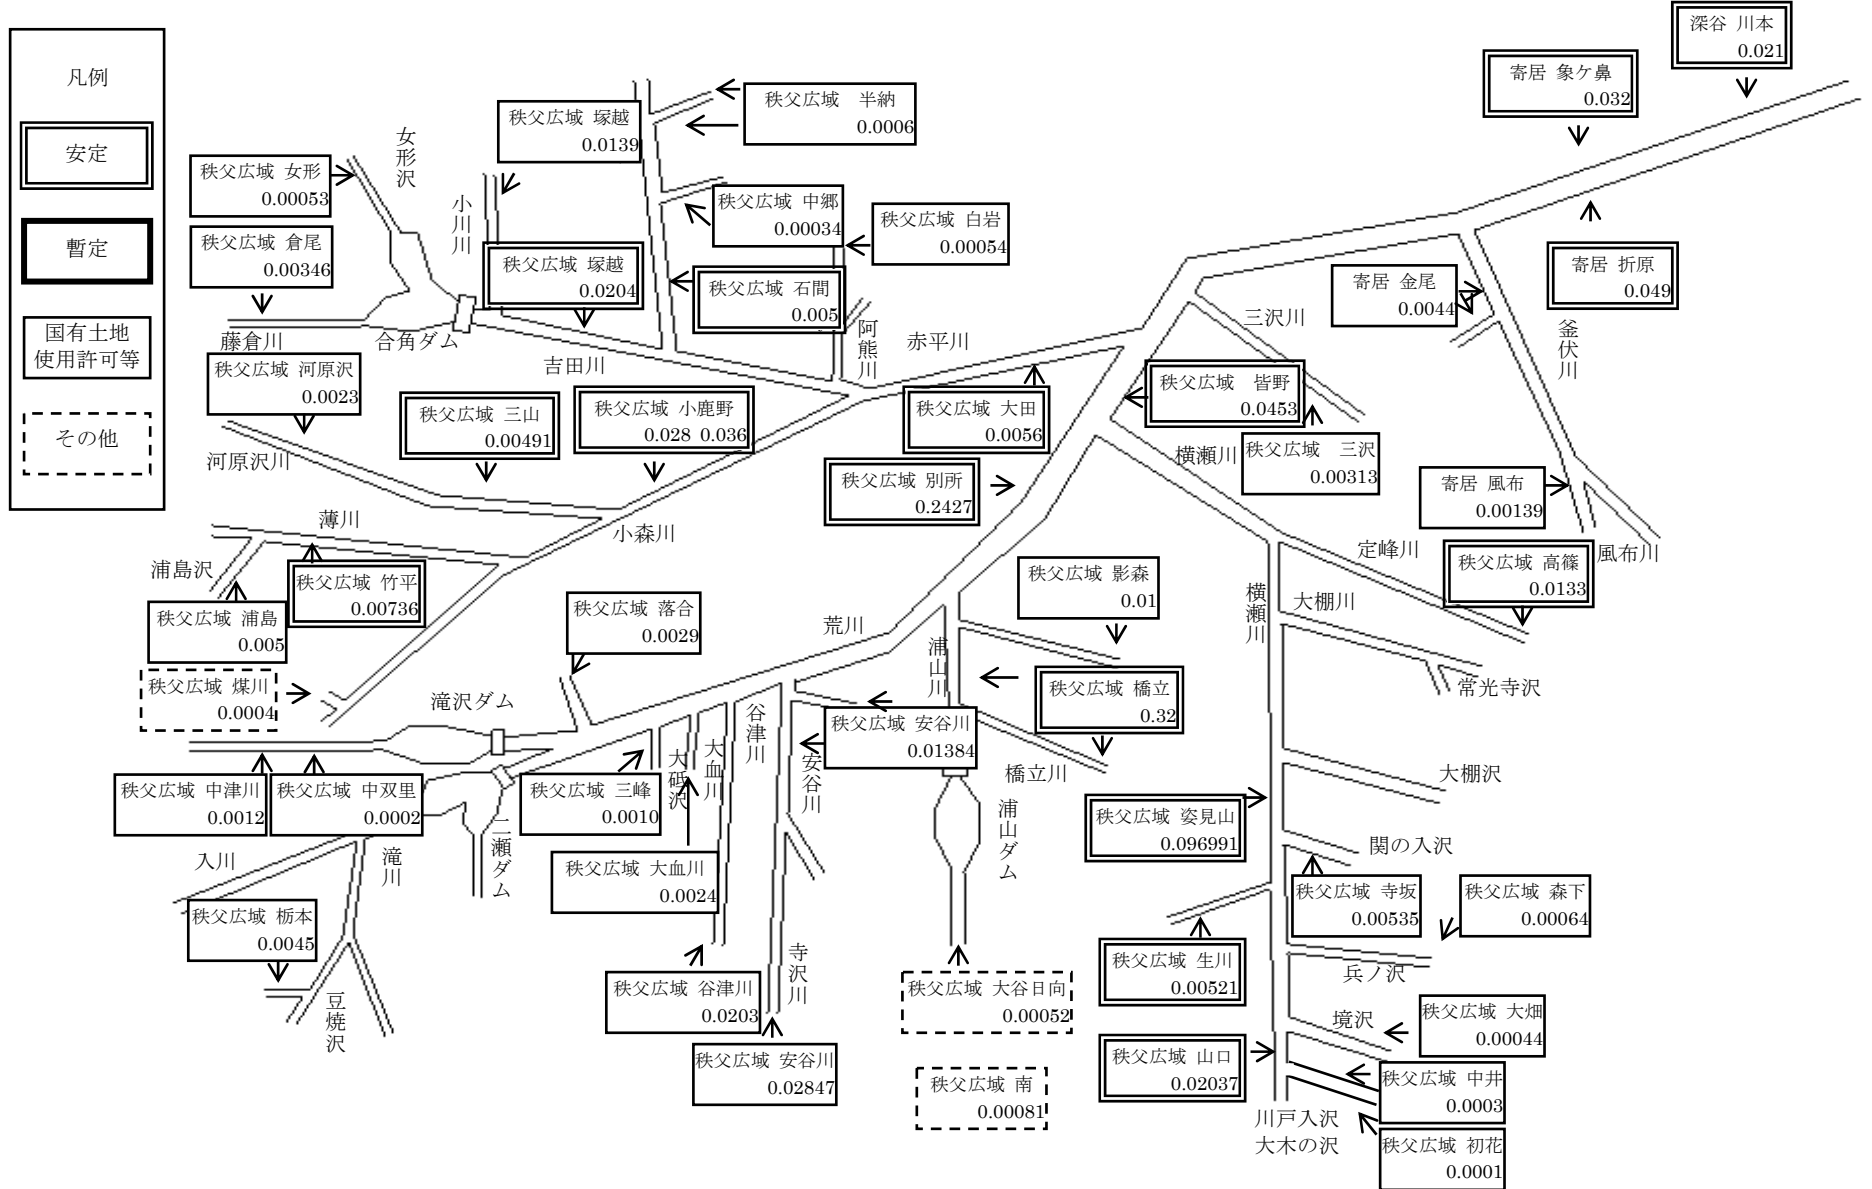 凡例
安定
暫定
国有土地
使用許可等
その他
深谷 川本
0.021
寄居 象ケ鼻
0.032
秩父広域 半納
0.0006
秩父広域 塚越
0.0139
女形沢
秩父広域 女形
0.00053
小川川
秩父広域 中郷
0.00034
秩父広域 白岩
0.00054
秩父広域 倉尾
0.00346
秩父広域 塚越
0.0204
秩父広域 石間
0.005
寄居 金尾
0.0044
寄居 折原
0.049
藤倉川
合角ダム
吉田川
阿熊川
赤平川
三沢川
釜伏川
秩父広域 河原沢
0.0023
秩父広域 三山
0.00491
秩父広域 小鹿野
0.028 0.036
秩父広域 大田
0.0056
秩父広域 皆野
0.0453
河原沢川
横瀬川
秩父広域 三沢
0.00313
秩父広域 別所
0.2427
寄居 風布
0.00139
薄川
小森川
定峰川
風布川
浦島沢
秩父広域 竹平
0.00736
秩父広域 影森
0.01
秩父広域 高篠
0.0133
秩父広域 浦島
0.005
秩父広域 落合
0.0029
荒川
浦山川
横瀬川
大棚川
秩父広域 煤川
0.0004
滝沢ダム
秩父広域 橋立
0.32
常光寺沢
大砥沢
大血川
谷津川
安谷川
秩父広域 安谷川
0.01384
橋立川
大棚沢
秩父広域 中津川
0.0012
秩父広域 中双里
0.0002
秩父広域 三峰
0.0010
浦山ダム
秩父広域 姿見山
0.096991
入川
滝川
二瀬ダム
関の入沢
秩父広域 大血川
0.0024
秩父広域 寺坂
0.00535
秩父広域 森下
0.00064
秩父広域 栃本
0.0045
豆焼沢
寺沢川
秩父広域 谷津川
0.0203
秩父広域 大谷日向
0.00052
秩父広域 生川
0.00521
兵ノ沢
境沢
秩父広域 大畑
0.00044
秩父広域 安谷川
0.02847
秩父広域 南
0.00081
秩父広域 山口
0.02037
秩父広域 中井
0.0003
川戸入沢
大木の沢
秩父広域 初花
0.0001